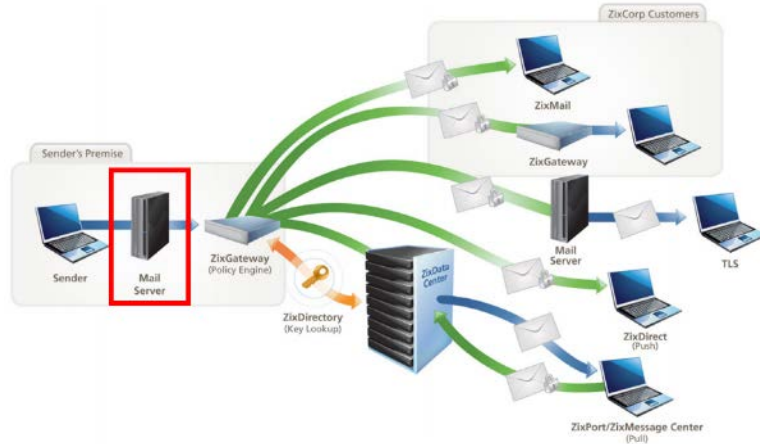 ZixCorp Customers
ZixMail
Sender's Premise
ZixGateway
Sender
Mail
Server
ZixGateway
(Policy Engine)
ZixData
Center
Mail
Server
TLS
ZixDirectory
(Key Lookup)
ZixDirect
(Push)
ZixPort/ZixMessage Center
(Pull)